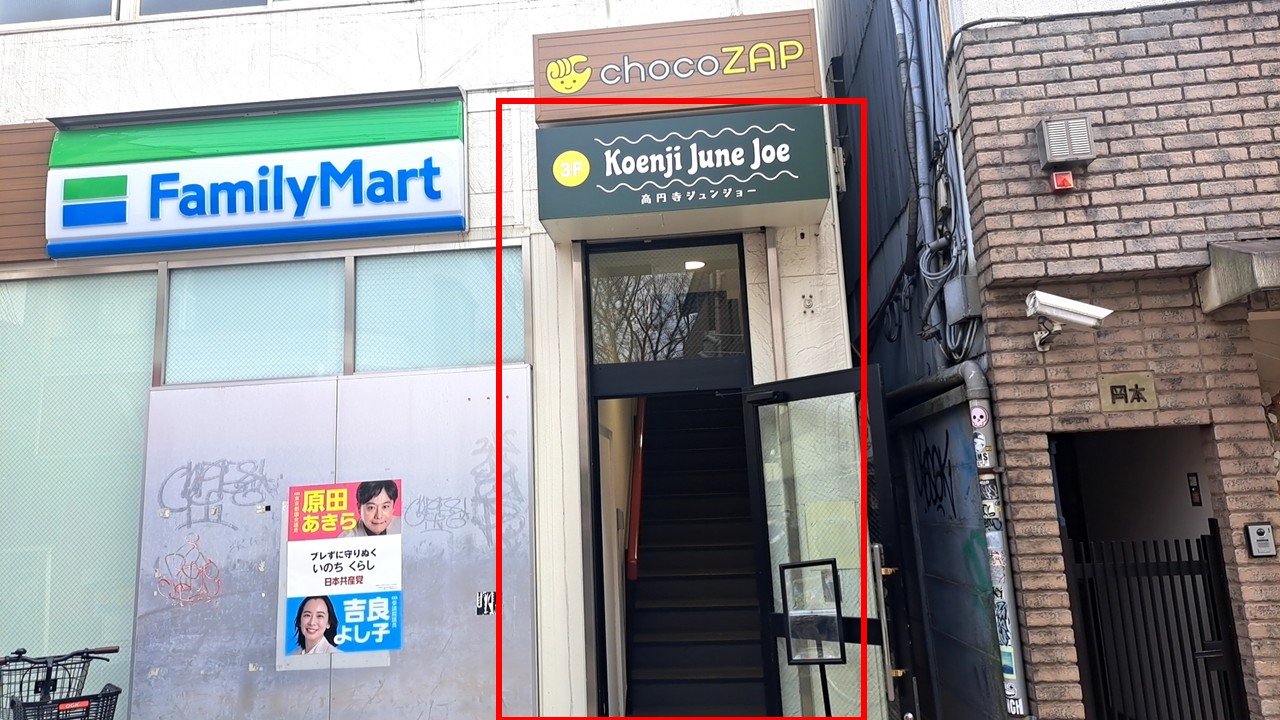 chocoZAP
FamilyMart
3F
Koenji June Joe
高円寺ジュンジョー
岡本
原田
あきら
ブレずに守りぬく
いのち くらし
日本共産党
吉良
よし子